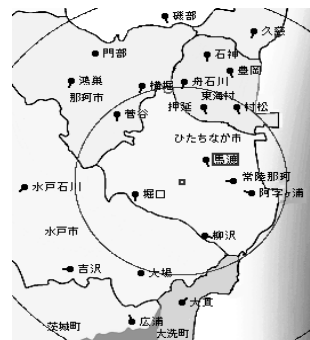 磯部
久慈
門部
石神
豊岡
鴻巣
那珂市
横堀
舟石川
東海村
押延
村松
菅谷
ひたちなか市
馬渡
常陸那珂
水戸石川
堀口
阿字ヶ浦
水戸市
柳沢
吉沢
大場
大貫
広浦
茨城町
大洗町